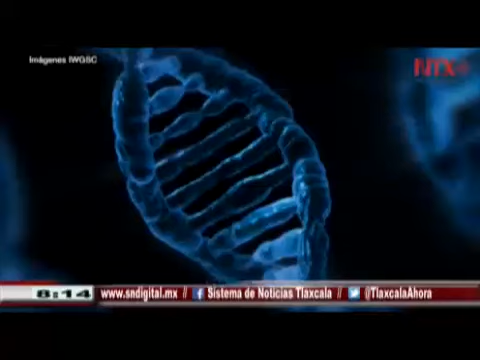 Imágenes IWGSC
NTX
8:14 www.sndigital.mx // Sistema de Noticias Tlaxcala // @TlaxcalaAhora